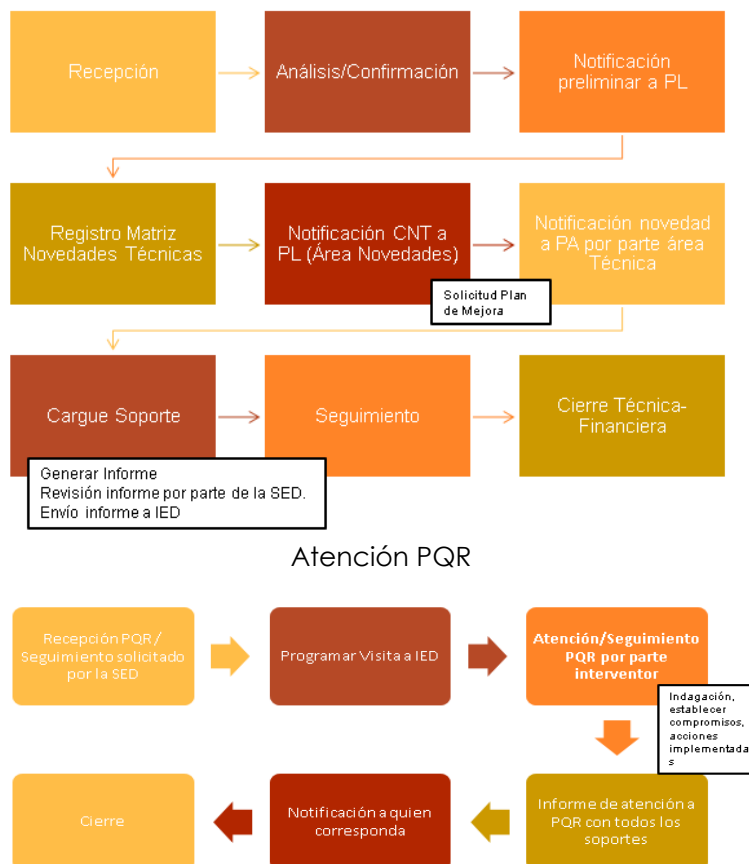 Recepción
Análisis/Confirmación
Notificación
preliminar a PL
Registro Matriz
Novedades Técnicas
Notificación CNT a
PL (Área Novedades)
Notificación novedad
a PA por parte área
Técnica
Solicitud Plan
de Mejora
Cargue Soporte
Seguimiento
Cierre Técnica-
Financiera
Generar Informe
Revisión informe por parte de la SED.
Envío informe a IED
Atención PQR
Recepción PQR /
Seguimiento solicitado
por la SED
Programar Visita a IED
Atención/Seguimiento
PQR por parte
interventor
Indagación,
establecer
compromisos,
acciones
implementada
s
Cierre
Notificación a quien
corresponda
Informe de atención a
PQR con todos los
soportes